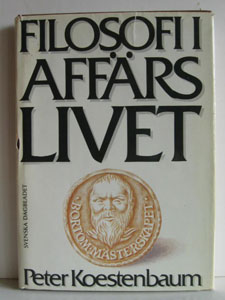 FILOSOFI I
AFFÄRS
LIVET
SVENSKA DAGBLADET
"BORTOM MÄSTERSKAPET"
Peter Koestenbaum